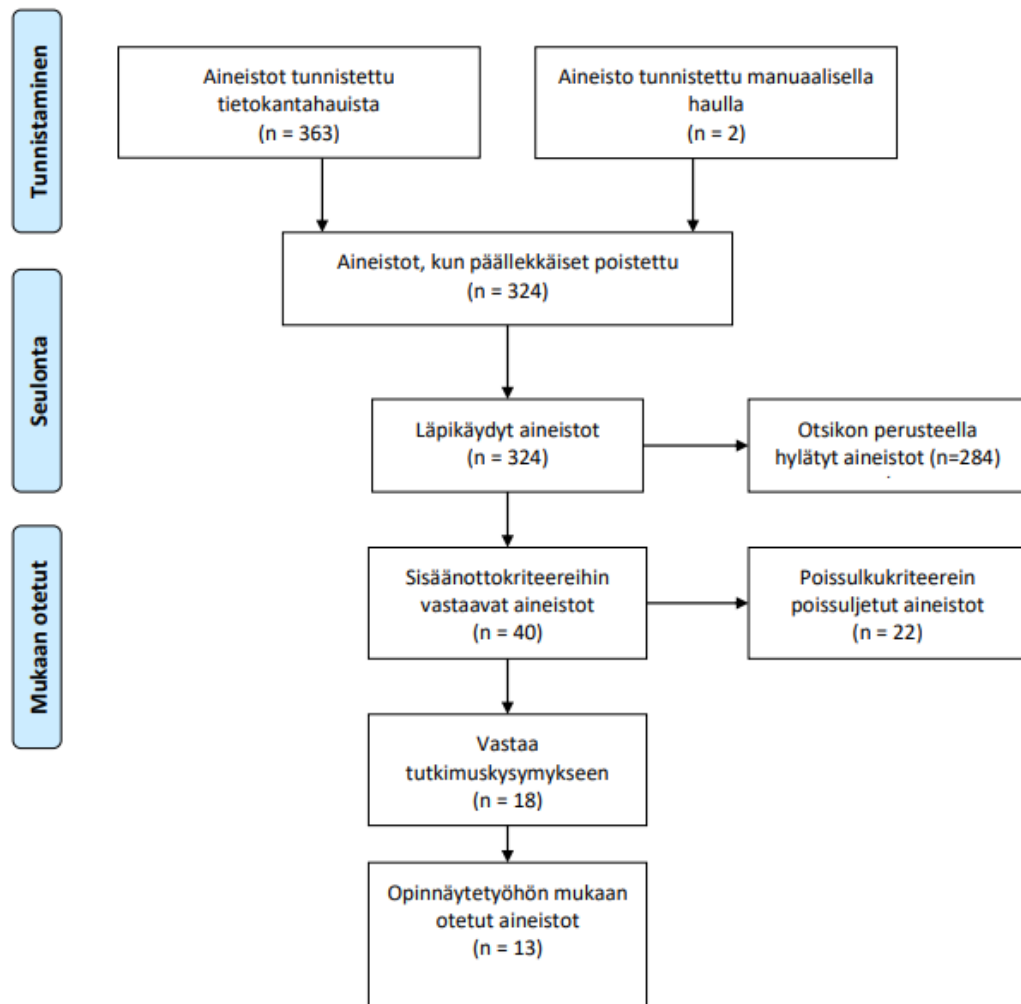 Tunnistaminen
Aineistot tunnistettu
tietokantahauista
(n = 363)
Aineisto tunnistettu manuaalisella
haulla
(n = 2)
Aineistot, kun päällekkäiset poistettu
(n = 324)
Seulonta
Läpikäydyt aineistot
(n = 324)
Otsikon perusteella
hylätyt aineistot (n=284)
.
Mukaan otetut
Sisäänottokriteereihin
vastaavat aineistot
(n = 40)
Poissulkukriteerein
poissuljetut aineistot
(n = 22)
Vastaa
tutkimuskysymykseen
(n = 18)
Opinnäytetyöhön mukaan
otetut aineistot
(n = 13)